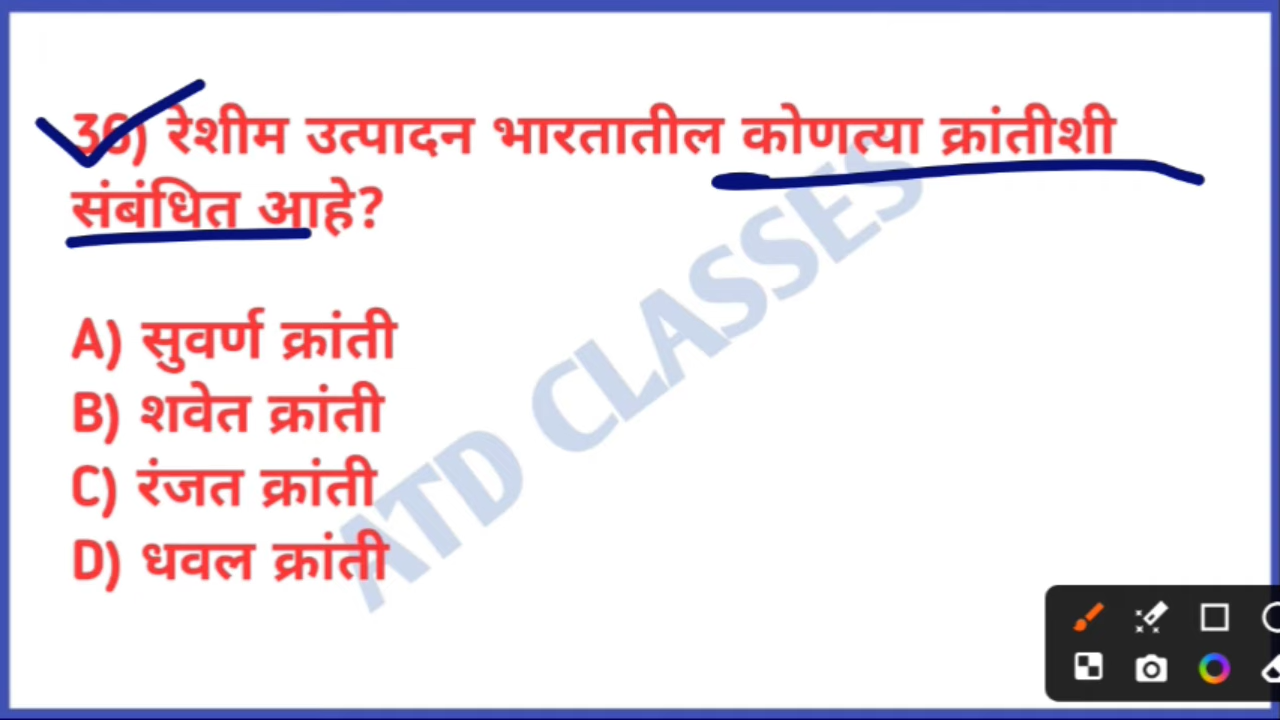 36) रेशीम उत्पादन भारतातील कोणत्या क्रांतीशी
संबंधित आहे?
A) सुवर्ण क्रांती
B) शवेत क्रांती
C) रंजत क्रांती
D) धवल क्रांती
ATD CLASSES